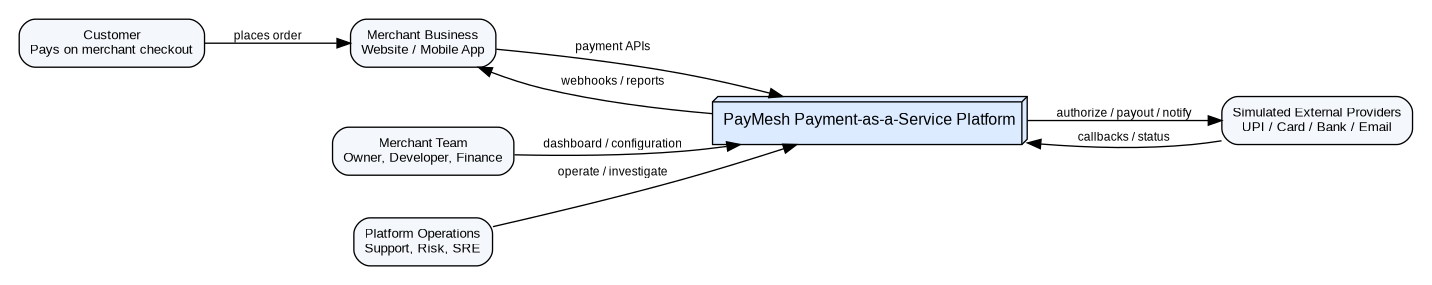 Customer
Pays on merchant checkout
places order
Merchant Business
Website / Mobile App
payment APIs
webhooks / reports
PayMesh Payment-as-a-Service Platform
authorize / payout / notify
callbacks / status
Simulated External Providers
UPI / Card / Bank / Email
Merchant Team
Owner, Developer, Finance
dashboard / configuration
operate / investigate
Platform Operations
Support, Risk, SRE